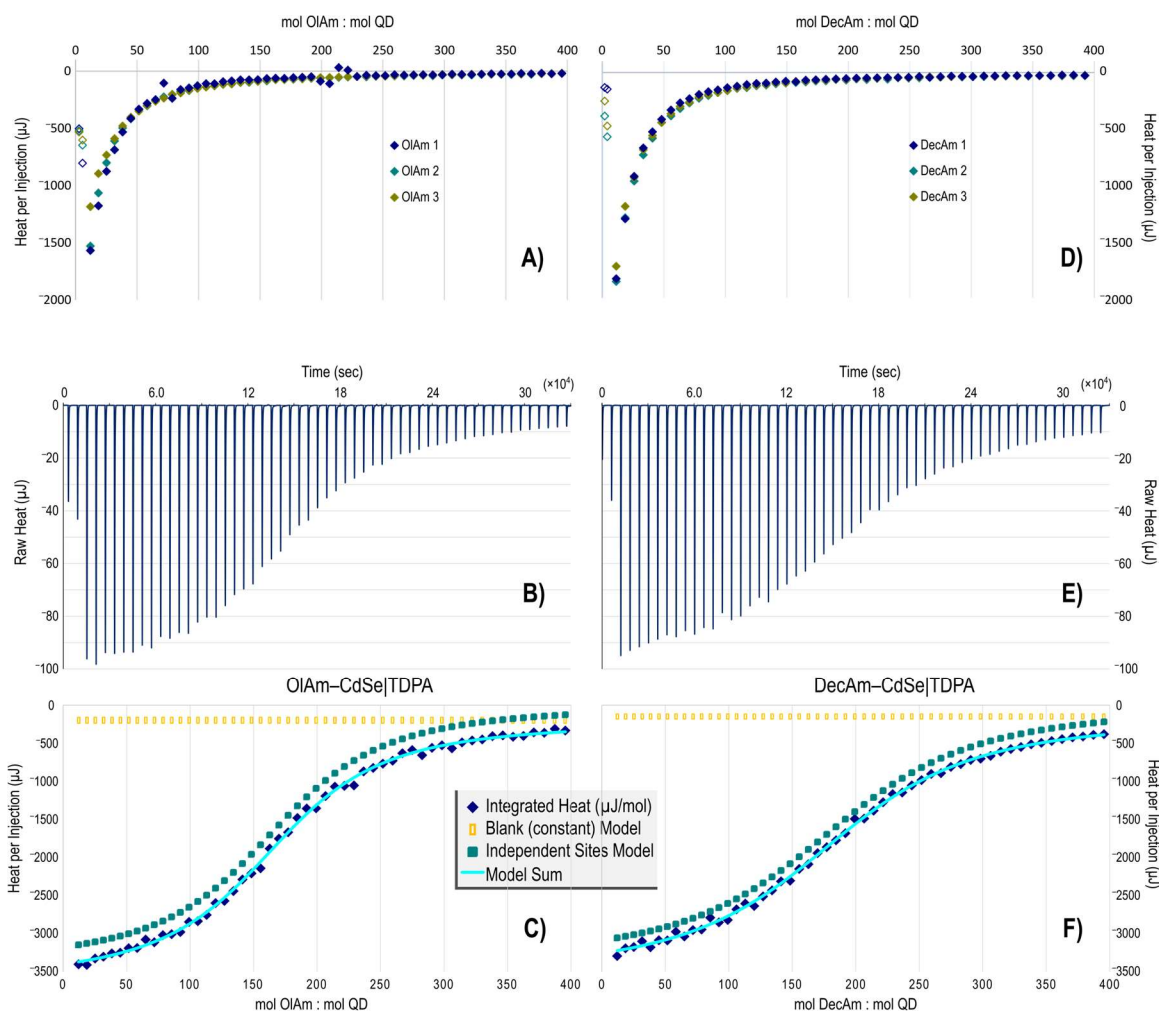 mol OlAm : mol QD
0 50 100 150 200 250 300 350 400
0
-500
-1000
-1500
-2000
Heat per Injection (µJ)
OlAm 1
OlAm 2
OlAm 3
A)
mol DecAm : mol QD
0 50 100 150 200 250 300 350 400
0
-500
-1000
-1500
-2000
Heat per Injection (µJ)
DecAm 1
DecAm 2
DecAm 3
D)
Time (sec)
0 6.0 12 18 24 30
(×10⁴)
0
-20
-40
-60
-80
-100
Raw Heat (µJ)
B)
Time (sec)
0 6.0 12 18 24 30
(×10⁴)
0
-20
-40
-60
-80
-100
Raw Heat (µJ)
E)
OlAm–CdSe|TDPA
0
-500
-1000
-1500
-2000
-2500
-3000
-3500
Heat per Injection (µJ)
C)
0 50 100 150 200 250 300 350 400
mol OlAm : mol QD
Integrated Heat (µJ/mol)
Blank (constant) Model
Independent Sites Model
Model Sum
DecAm–CdSe|TDPA
0
-500
-1000
-1500
-2000
-2500
-3000
-3500
Heat per Injection (µJ)
F)
0 50 100 150 200 250 300 350 400
mol DecAm : mol QD